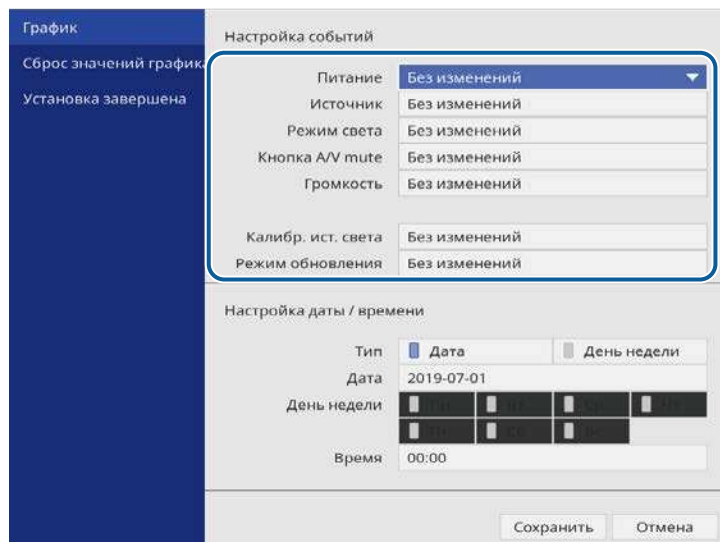 График
Сброс значений график
Установка завершена
Настройка событий
Питание Без изменений
Источник Без изменений
Режим света Без изменений
Кнопка A/V mute Без изменений
Громкость Без изменений
Калибр. ист. света Без изменений
Режим обновления Без изменений
Настройка даты / времени
Тип Дата День недели
Дата 2019-07-01
День недели
Время 00:00
Сохранить Отмена